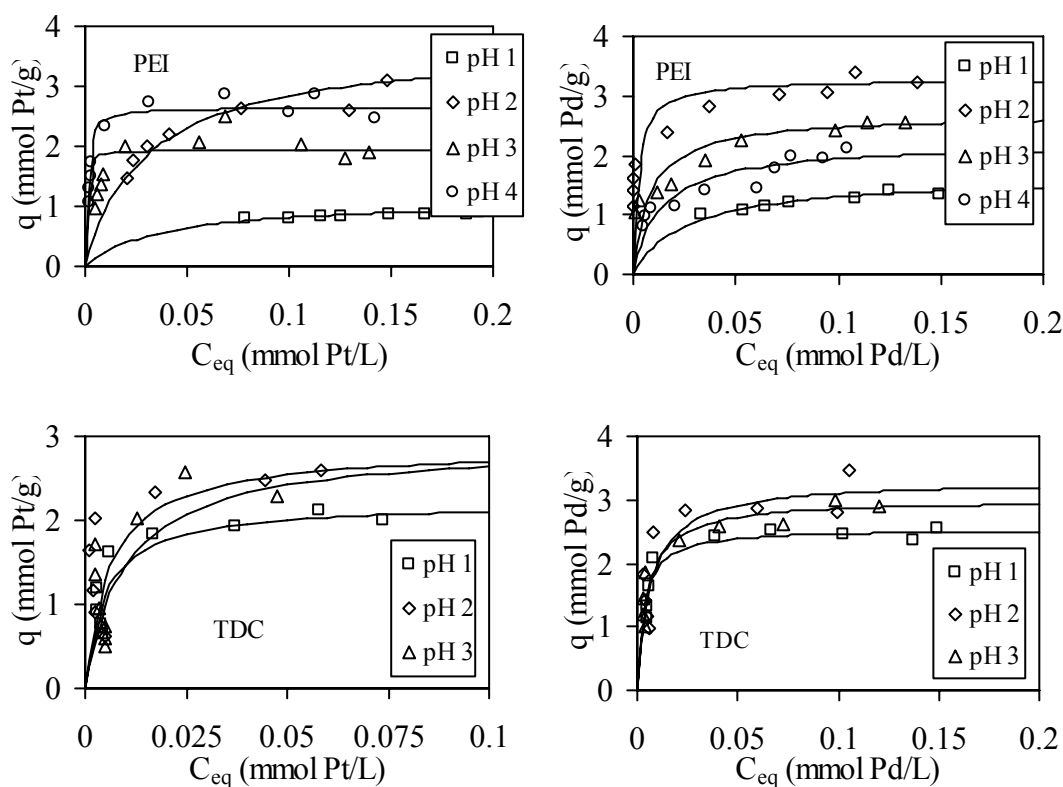 q (mmol Pt/g)
4
3
2
1
0
PEI
pH 1
pH 2
pH 3
pH 4
0 0.05 0.1 0.15 0.2
Ceq (mmol Pt/L)
q (mmol Pd/g)
4
3
2
1
0
PEI
pH 1
pH 2
pH 3
pH 4
0 0.05 0.1 0.15 0.2
Ceq (mmol Pd/L)
q (mmol Pt/g)
3
2
1
0
TDC
pH 1
pH 2
pH 3
0 0.025 0.05 0.075 0.1
Ceq (mmol Pt/L)
q (mmol Pd/g)
4
3
2
1
0
TDC
pH 1
pH 2
pH 3
0 0.05 0.1 0.15 0.2
Ceq (mmol Pd/L)